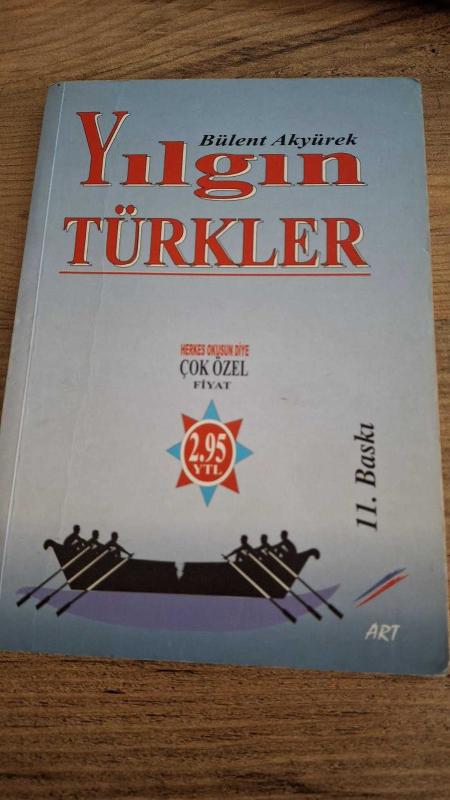 Bülent Akyürek
Yılgın
TÜRKLER
HERKES OKUSUN DİYE
ÇOK ÖZEL
FİYAT
2.95
YTL
11. Baskı
ART